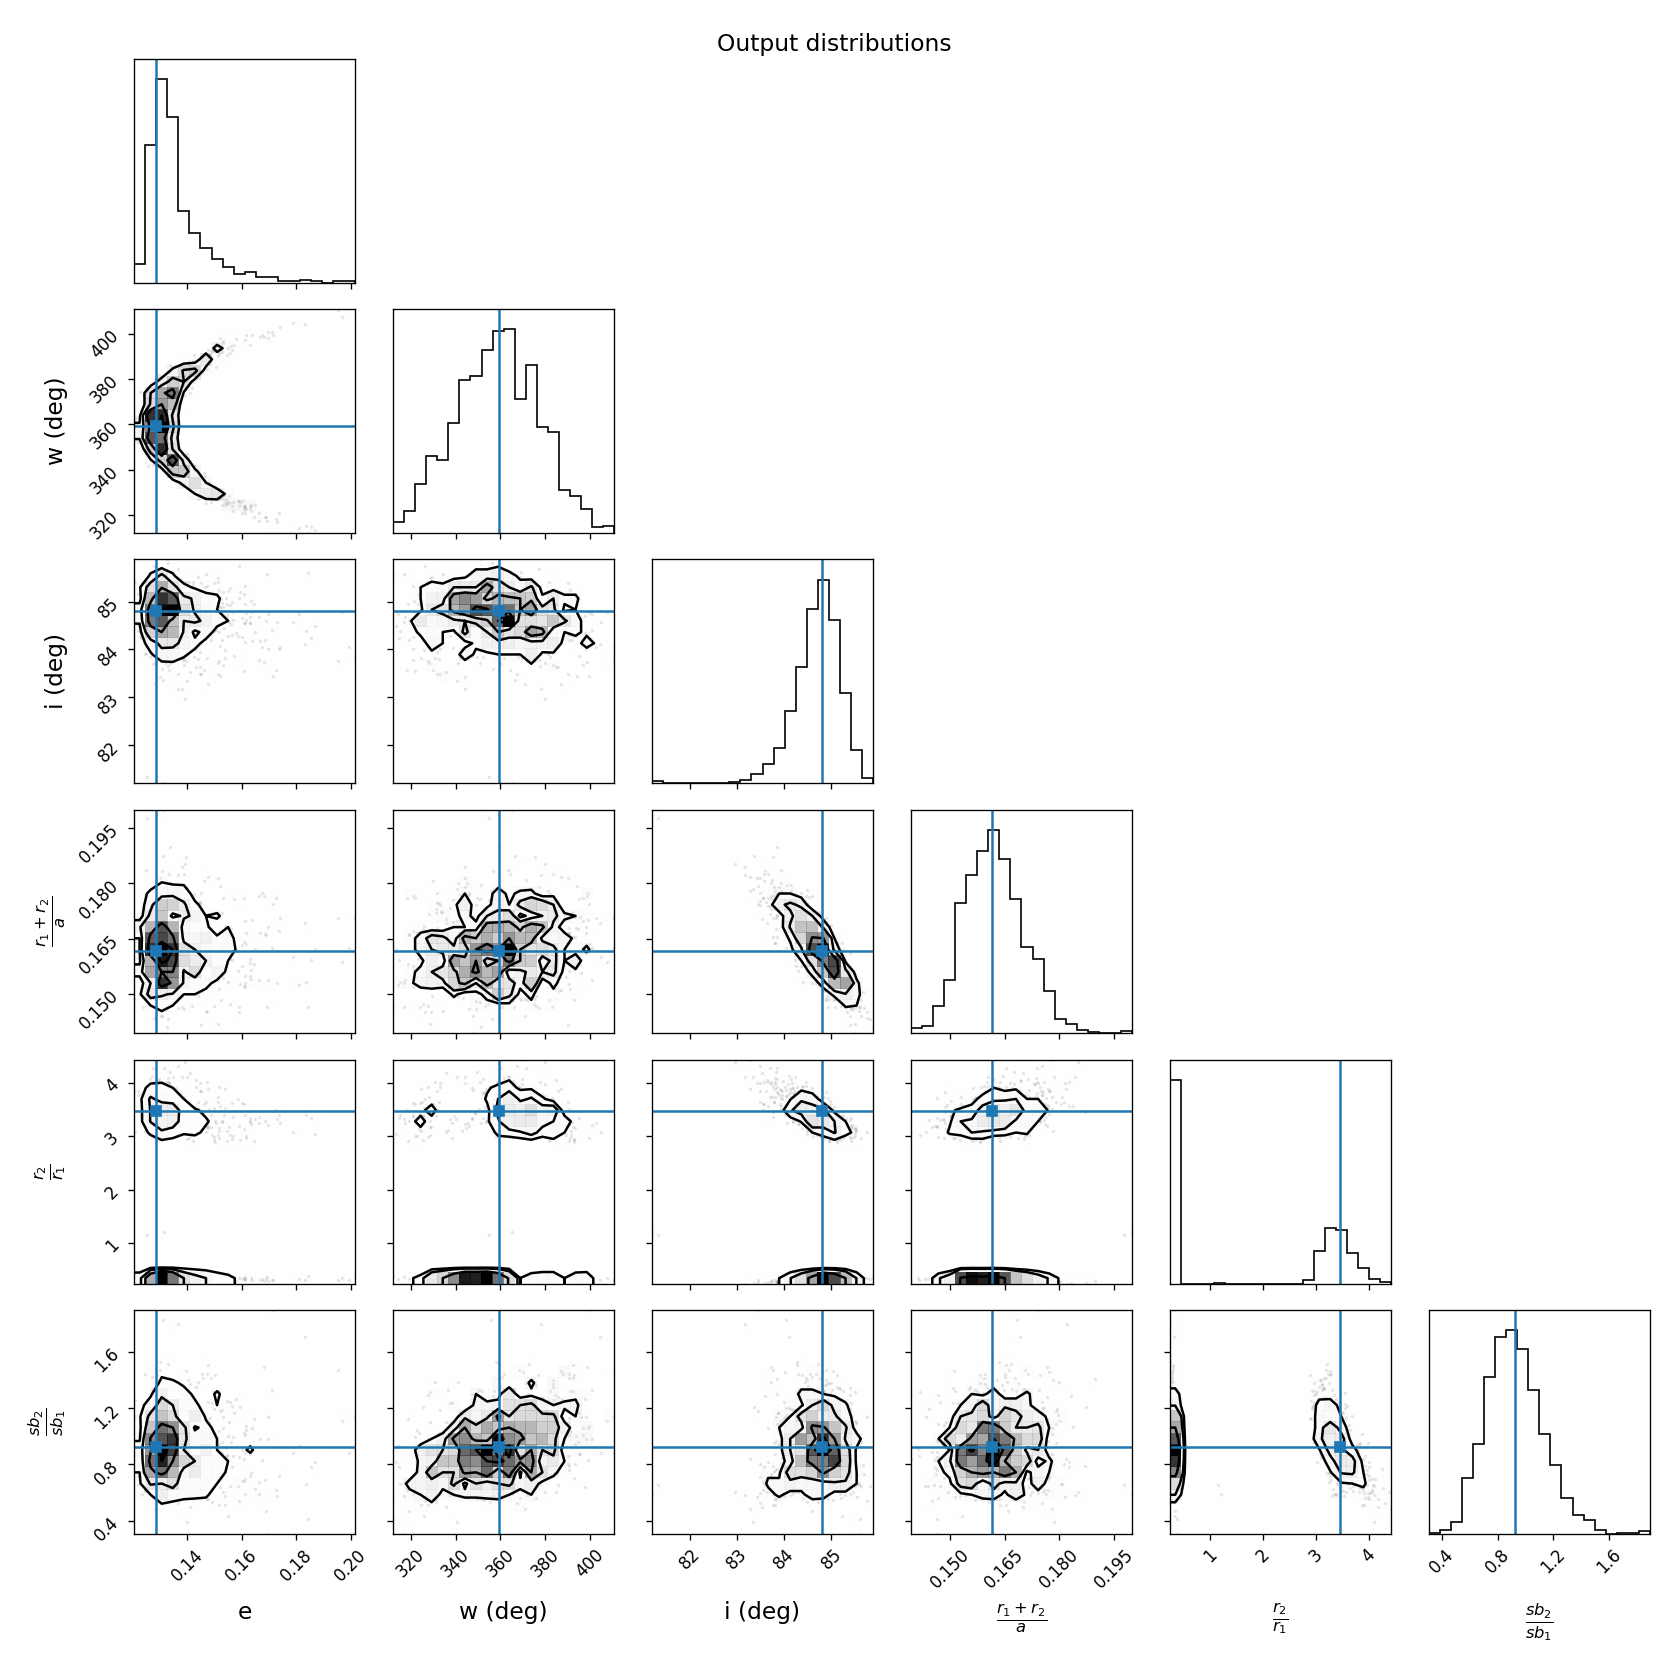 Output distributions
w (deg)
400
380
360
340
320
i (deg)
85
84
83
82
r₁ + r₂
a
0.195
0.180
0.165
0.150
r₂
r₁
4
3
2
1
sb₂
sb₁
1.6
1.2
0.8
0.4
0.14 0.16 0.18 0.20 320 340 360 380 400 82 83 84 85 0.150 0.165 0.180 0.195 1 2 3 4 0.4 0.8 1.2 1.6
e w (deg) i (deg) r₁ + r₂ r₂ sb₂
a r₁ sb₁